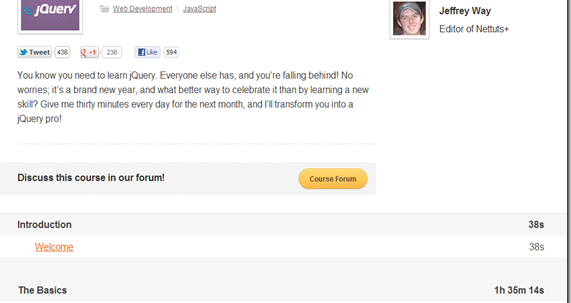 jQuery
Web Development \ JavaScript
Jeffrey Way
Editor of Nettuts+
Tweet 436 +1 236 Like 594
You know you need to learn jQuery. Everyone else has, and you're falling behind! No
worries; it's a brand new year, and what better way to celebrate it than by learning a new
skill? Give me thirty minutes every day for the next month, and I'll transform you into a
jQuery pro!
Discuss this course in our forum! Course Forum
Introduction 38s
Welcome 38s
The Basics 1h 35m 14s